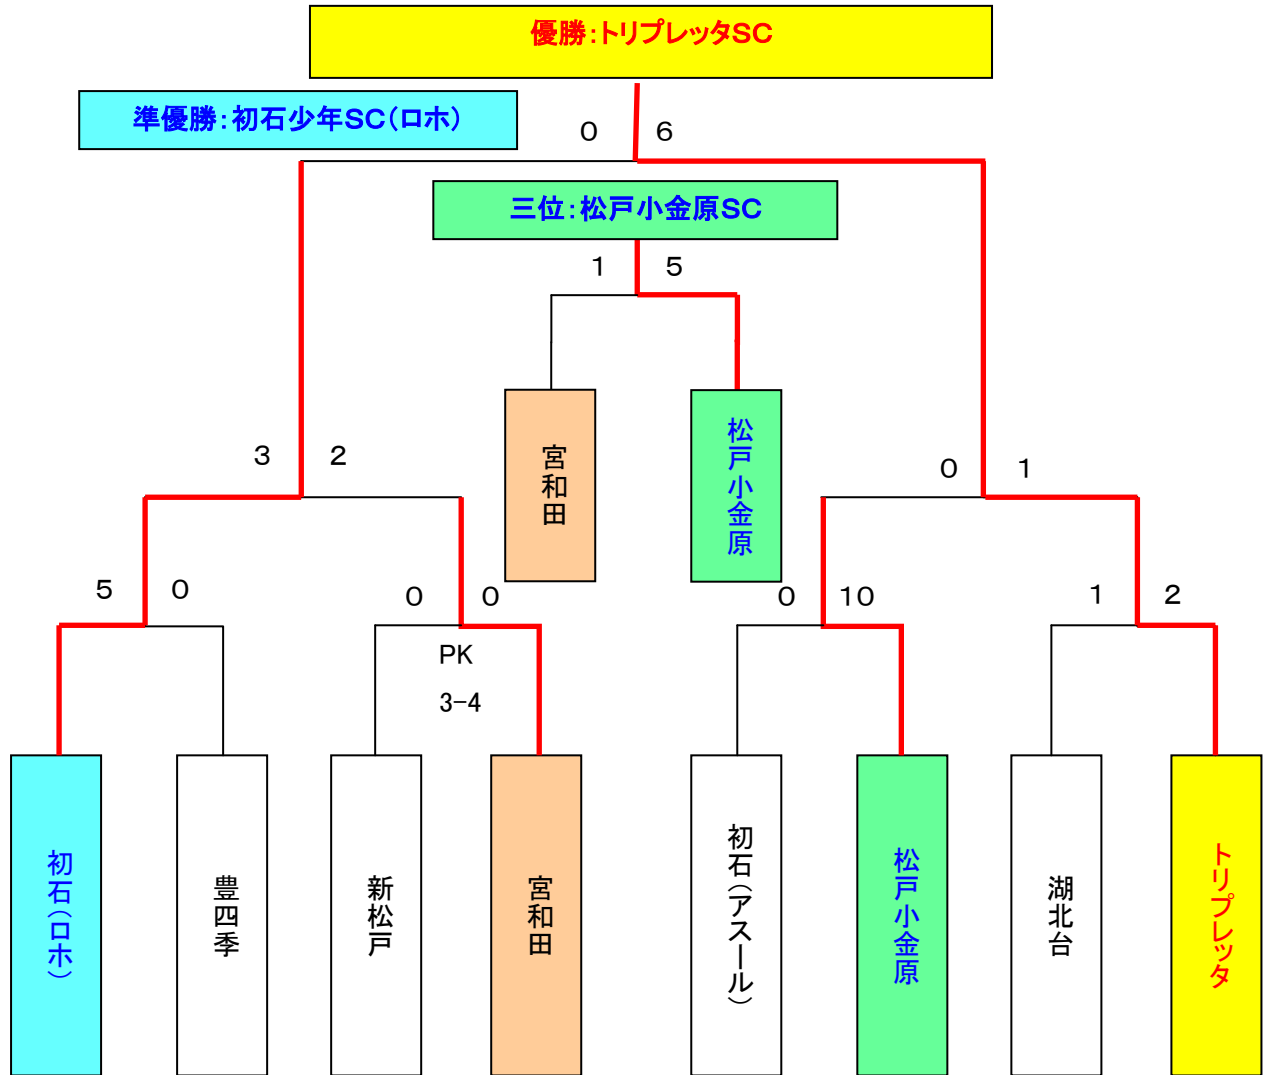 優勝：トリプレッタSC
準優勝：初石少年SC（ロホ）
0 6
三位：松戸小金原SC
1 5
宮和田
松戸小金原
3 2
0 1
5 0
0 0
0 10
1 2
PK
3-4
初石（ロホ）
豊四季
新松戸
宮和田
初石（アスール）
松戸小金原
湖北台
トリプレッタ